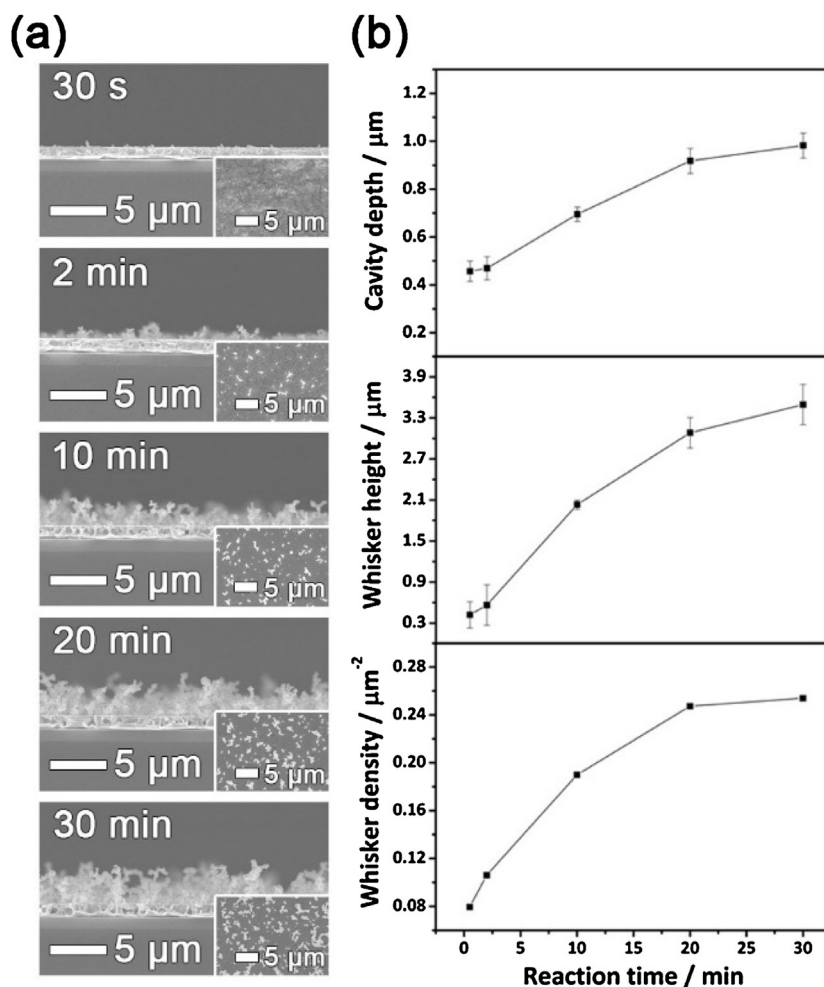 (a)
30 s
5 μm
5 μm
2 min
5 μm
5 μm
10 min
5 μm
5 μm
20 min
5 μm
5 μm
30 min
5 μm
5 μm
(b)
Cavity depth / μm
1.2
1.0
0.8
0.6
0.4
0.2
Whisker height / μm
3.9
3.3
2.7
2.1
1.5
0.9
0.3
Whisker density / μm⁻²
0.28
0.24
0.20
0.16
0.12
0.08
0 5 10 15 20 25 30
Reaction time / min